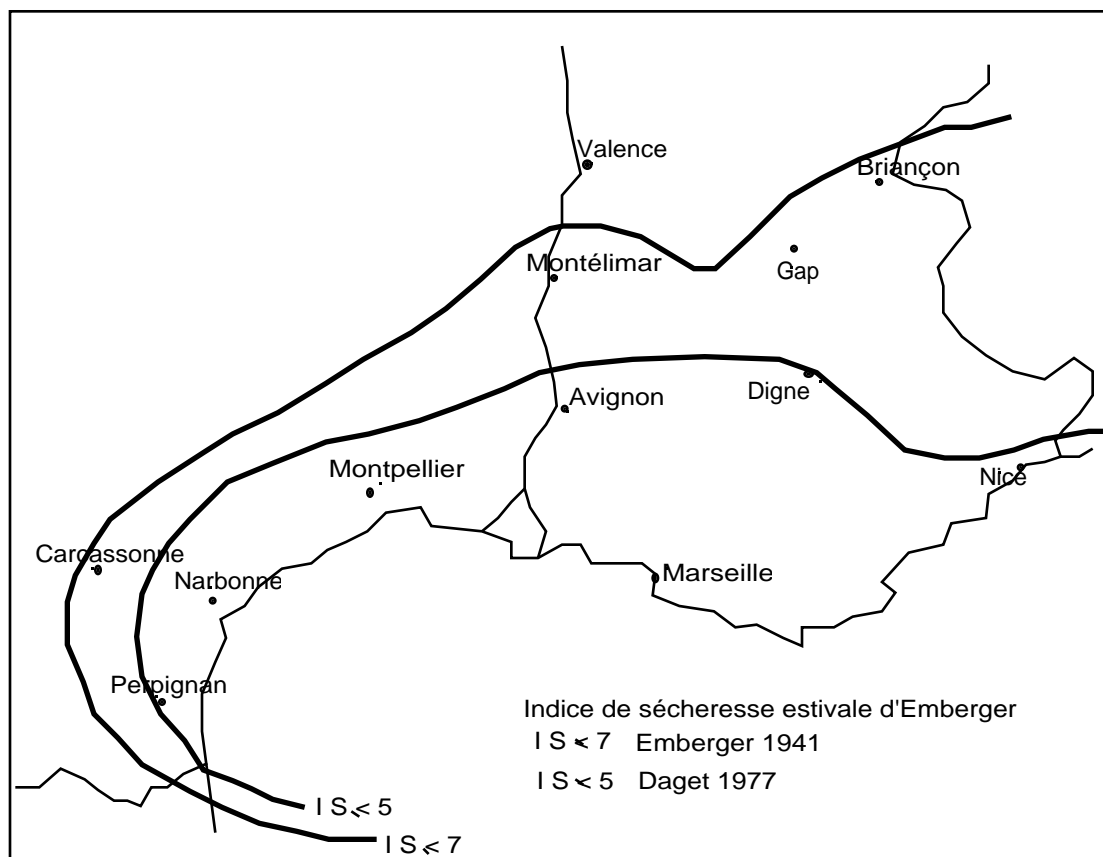 Valence
Briançon
Montélimar
Gap
Avignon
Digne
Montpellier
Nice
Carcassonne
Narbonne
Marseille
Perpignan
Indice de sécheresse estivale d'Emberger
I S ≤ 7 Emberger 1941
I S ≤ 5 Daget 1977
I S ≤ 5
I S ≤ 7